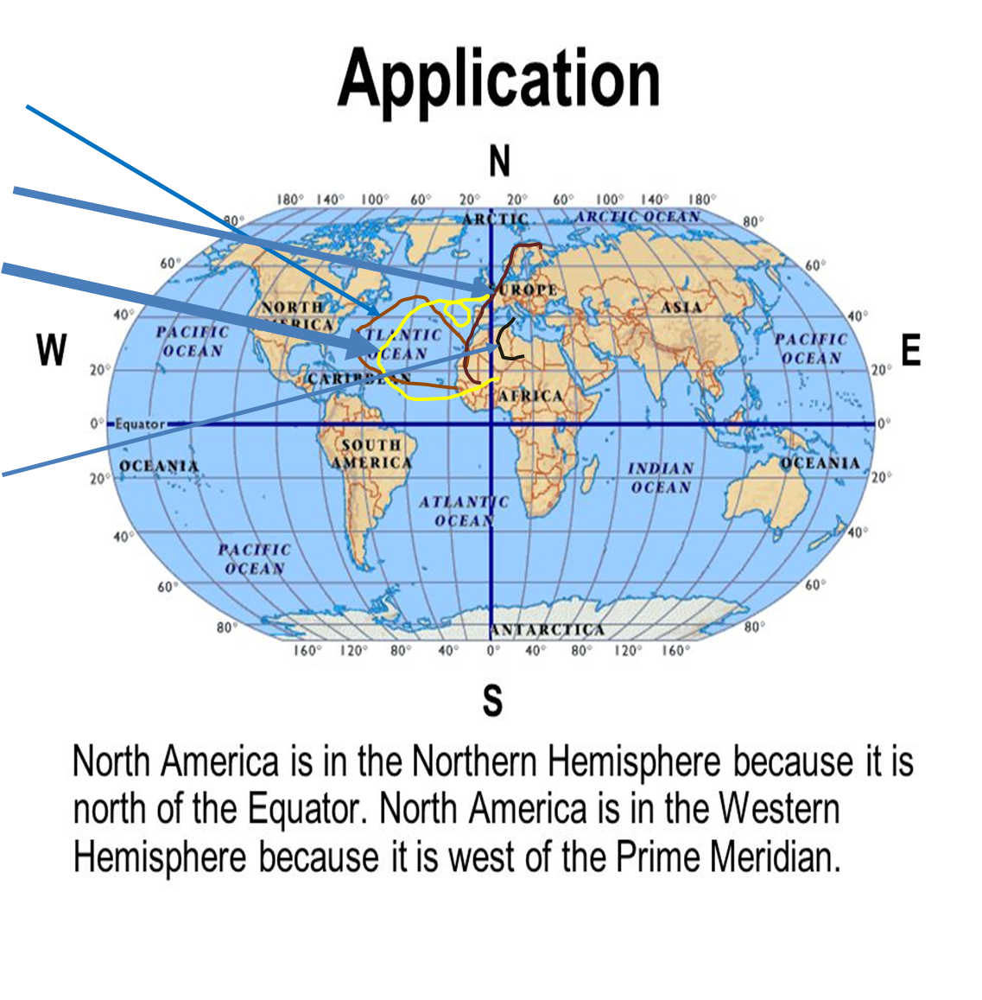 Application
N
180° 140° 100° 60° 20° 20° 60° 100° 140° 180°
80° ARCTIC ARCTIC OCEAN 80°
60° 60°
EUROPE
NORTH AMERICA ASIA
40° 40°
W PACIFIC OCEAN ATLANTIC OCEAN PACIFIC OCEAN E
20° CARIBBEAN 20°
AFRICA
0° Equator 0°
SOUTH AMERICA
OCEANIA INDIAN OCEAN OCEANIA
20° 20°
ATLANTIC OCEAN
40° 40°
PACIFIC OCEAN
60° 60°
80° ANTARCTICA 80°
160° 120° 80° 40° 0° 40° 80° 120° 160°
S
North America is in the Northern Hemisphere because it is
north of the Equator. North America is in the Western
Hemisphere because it is west of the Prime Meridian.